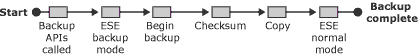 Start
Backup
complete
Backup
APIs
called
ESE
backup
mode
Begin
backup
Checksum
Copy
ESE
normal
mode